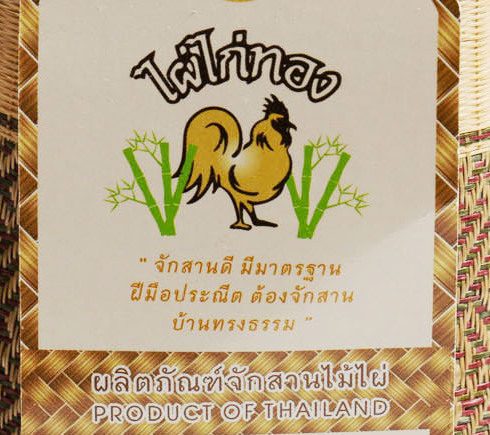 ไผ่ไก่ทอง
" จักสานดี มีมาตรฐาน
ฝีมือประณีต ต้องจักสาน
บ้านทรงธรรม "
ผลิตภัณฑ์จักสานไม้ไผ่
PRODUCT OF THAILAND